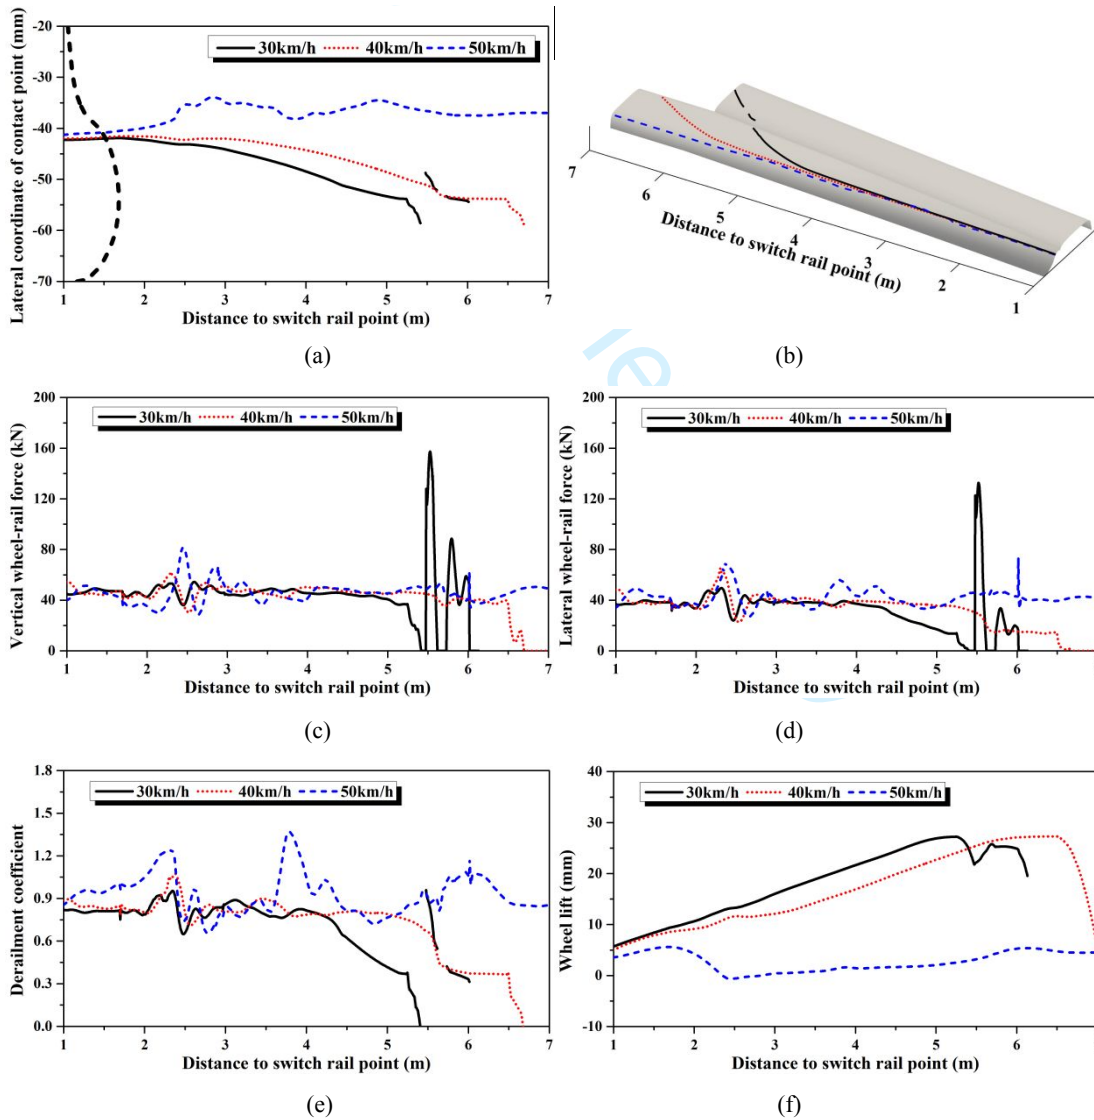 -20
-30
-40
-50
-60
-70
Lateral coordinate of contact point (mm)
30km/h 40km/h 50km/h
1 2 3 4 5 6 7
Distance to switch rail point (m)
(a)
7
6
5
4
3
2
1
Distance to switch rail point (m)
(b)
200
160
120
80
40
0
Vertical wheel-rail force (kN)
30km/h 40km/h 50km/h
1 2 3 4 5 6 7
Distance to switch rail point (m)
(c)
200
160
120
80
40
0
Lateral wheel-rail force (kN)
30km/h 40km/h 50km/h
1 2 3 4 5 6
Distance to switch rail point (m)
(d)
1.8
1.5
1.2
0.9
0.6
0.3
0.0
Derailment coefficient
30km/h 40km/h 50km/h
1 2 3 4 5 6 7
Distance to switch rail point (m)
(e)
40
30
20
10
0
-10
Wheel lift (mm)
30km/h 40km/h 50km/h
1 2 3 4 5 6
Distance to switch rail point (m)
(f)